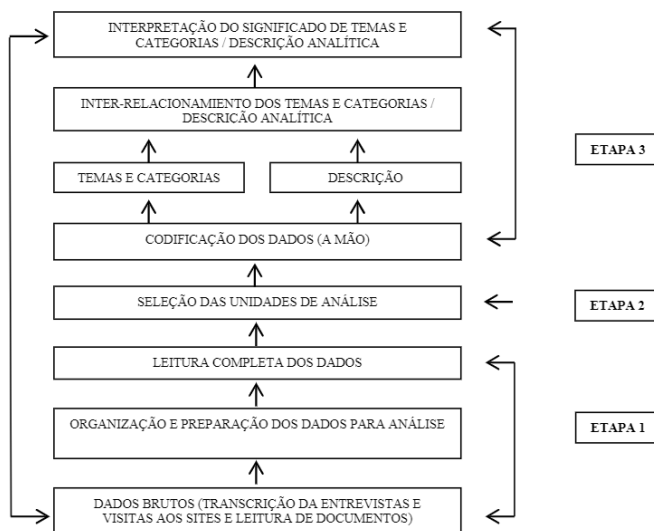 INTERPRETAÇÃO DO SIGNIFICADO DE TEMAS E
CATEGORIAS / DESCRIÇÃO ANALÍTICA
INTER-RELACIONAMENTO DOS TEMAS E CATEGORIAS /
DESCRIÇÃO ANALÍTICA
ETAPA 3
TEMAS E CATEGORIAS
DESCRIÇÃO
CODIFICAÇÃO DOS DADOS (A MÃO)
SELEÇÃO DAS UNIDADES DE ANÁLISE
ETAPA 2
LEITURA COMPLETA DOS DADOS
ORGANIZAÇÃO E PREPARAÇÃO DOS DADOS PARA ANÁLISE
ETAPA 1
DADOS BRUTOS (TRANSCRIÇÃO DA ENTREVISTAS E
VISITAS AOS SITES E LEITURA DE DOCUMENTOS)